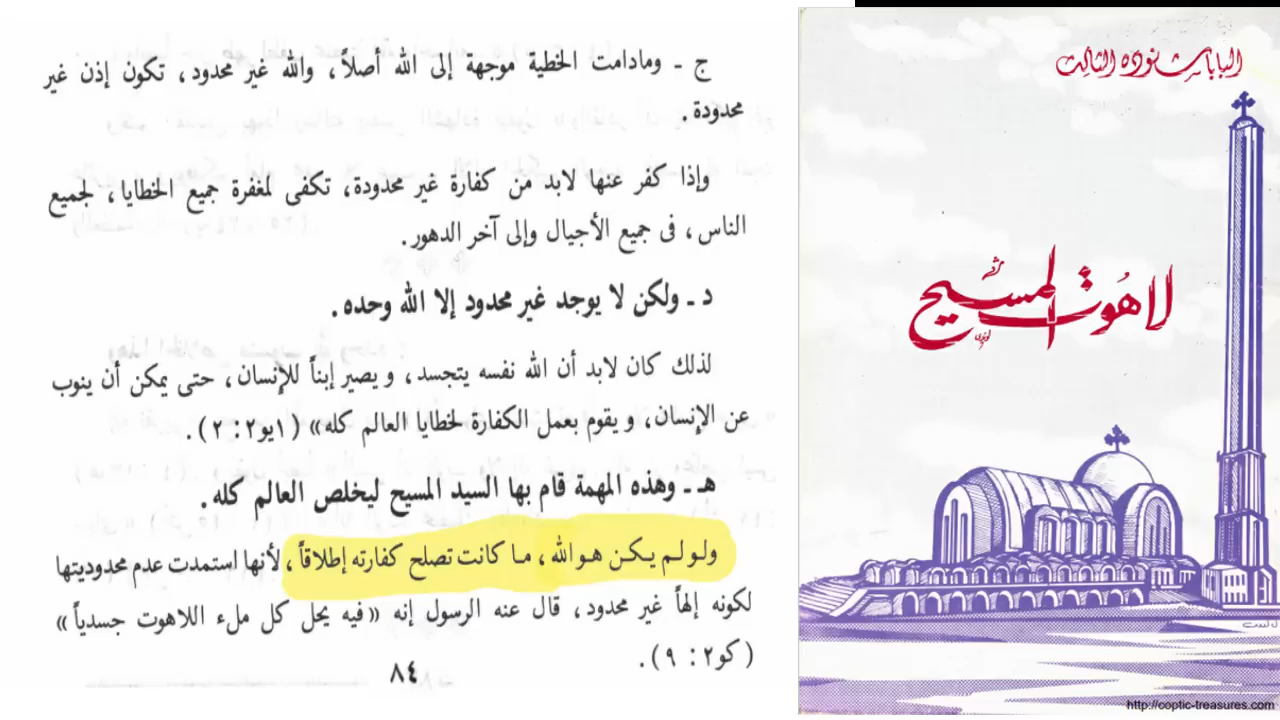 ج ـ ومادامت الخطية موجهة إلى الله أصلاً، والله غير محدود، تكون إذن غير
محدودة.
وإذا كفر عنها لابد من كفارة غير محدودة، تكفى لمغفرة جميع الخطايا، لجميع
الناس، فى جميع الأجيال وإلى آخر الدهور.
د ـ ولكن لا يوجد غير محدود إلا الله وحده.
لذلك كان لابد أن الله نفسه يتجسد، ويصير إبناً للإنسان، حتى يمكن أن ينوب
عن الإنسان، ويقوم بعمل الكفارة لخطايا العالم كله» (١يو٢: ٢).
هـ ـ وهذه المهمة قام بها السيد المسيح ليخلص العالم كله.
ولو لم يكن هو الله، ما كانت تصلح كفارته إطلاقاً، لأنها استمدت عدم محدوديتها
لكونه إلهاً غير محدود، قال عنه الرسول إنه «فيه يحل كل ملء اللاهوت جسدياً»
(كو٢: ٩).
٨٤
البابا شنوده الثالث
لاهوت المسيح
http://coptic-treasures.com